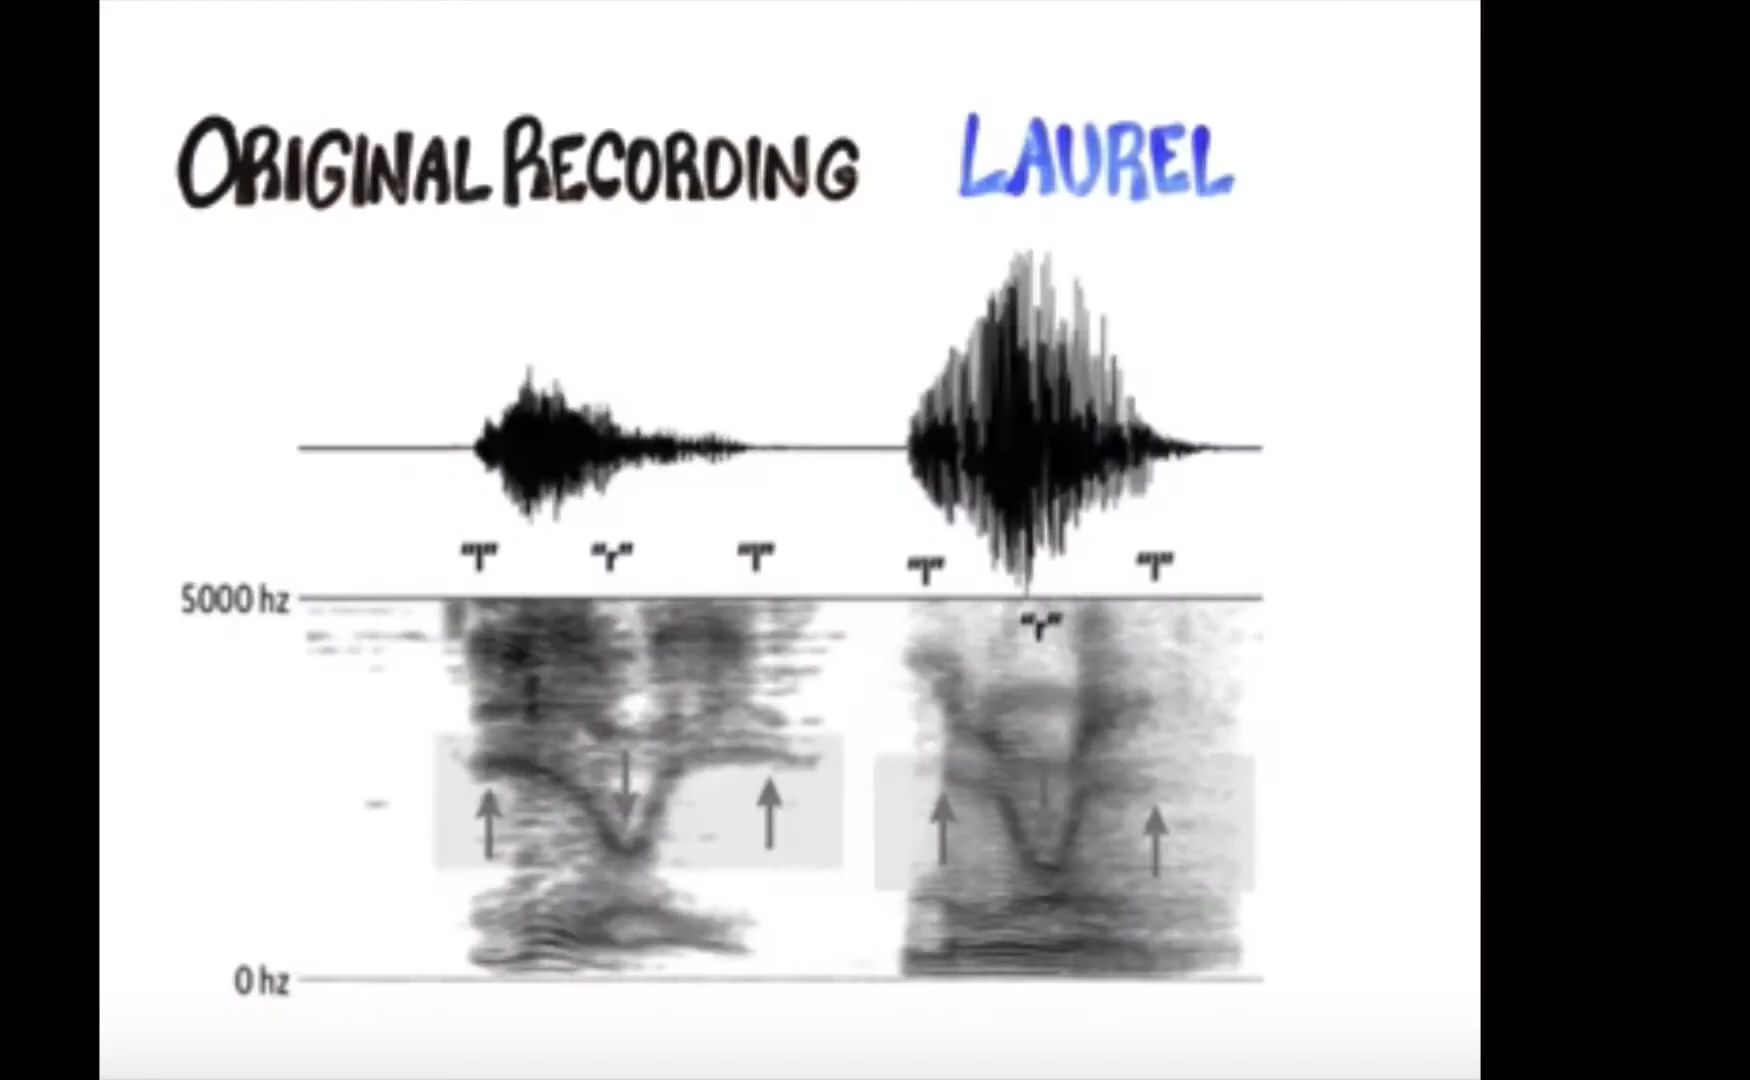 ORIGINAL RECORDING LAUREL
"l" "r" "l" "l" "l"
5000 hz
"r"
0 hz